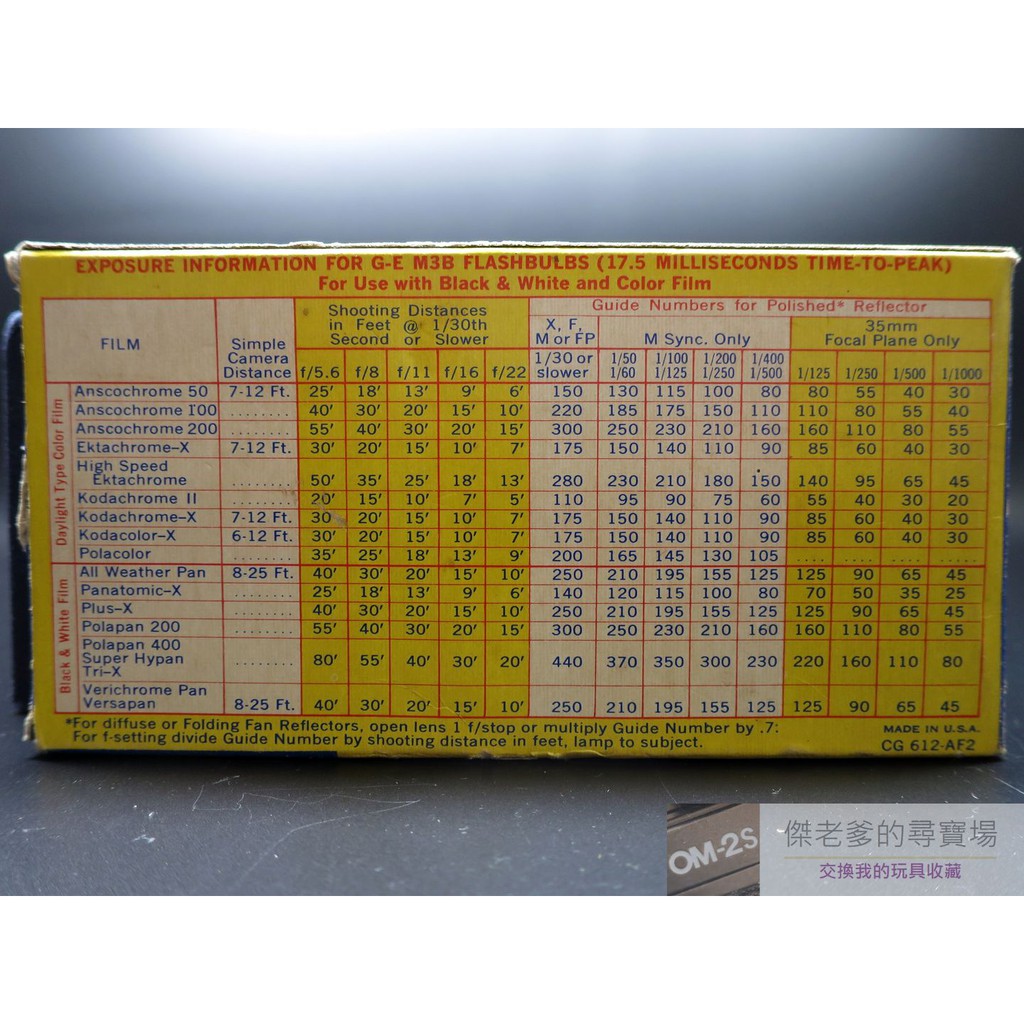 EXPOSURE INFORMATION FOR G-E M3B FLASHBULBS (17.5 MILLISECONDS TIME-TO-PEAK)
For Use with Black & White and Color Film
FILM
Simple Camera Distance
Shooting Distances
in Feet @ 1/30th
Second or Slower
f/5.6 f/8 f/11 f/16 f/22
Guide Numbers for Polished* Reflector
X, F, M or FP
1/30 or slower
M Sync. Only
1/50 1/100 1/200 1/400
1/60 1/125 1/250 1/500
35mm
Focal Plane Only
1/125 1/250 1/500 1/1000
Daylight Type Color Film
Anscochrome 50 7-12 Ft. 25' 18' 13' 9' 6' 150 130 115 100 80 80 55 40 30
Anscochrome 100 ........ 40' 30' 20' 15' 10' 220 185 175 150 110 110 80 55 40
Anscochrome 200 ........ 55' 40' 30' 20' 15' 300 250 230 210 160 160 110 80 55
Ektachrome-X 7-12 Ft. 30' 20' 15' 10' 7' 175 150 140 110 90 85 60 40 30
High Speed
Ektachrome ........ 50' 35' 25' 18' 13' 280 230 210 180 150 140 95 65 45
Kodachrome II ........ 20' 15' 10' 7' 5' 110 95 90 75 60 55 40 30 20
Kodachrome-X 7-12 Ft. 30' 20' 15' 10' 7' 175 150 140 110 90 85 60 40 30
Kodacolor-X 6-12 Ft. 30' 20' 15' 10' 7' 175 150 140 110 90 85 60 40 30
Polacolor ........ 35' 25' 18' 13' 9' 200 165 145 130 105 .... .... .... ....
Black & White Film
All Weather Pan 8-25 Ft. 40' 30' 20' 15' 10' 250 210 195 155 125 125 90 65 45
Panatomic-X ........ 25' 18' 13' 9' 6' 140 120 115 100 80 70 50 35 25
Plus-X ........ 40' 30' 20' 15' 10' 250 210 195 155 125 125 90 65 45
Polapan 200 ........ 55' 40' 30' 20' 15' 300 250 230 210 160 160 110 80 55
Polapan 400
Super Hypan ........ 80' 55' 40' 30' 20' 440 370 350 300 230 220 160 110 80
Tri-X
Verichrome Pan
Versapan 8-25 Ft. 40' 30' 20' 15' 10' 250 210 195 155 125 125 90 65 45
*For diffuse or Folding Fan Reflectors, open lens 1 f/stop or multiply Guide Number by .7:
For f-setting divide Guide Number by shooting distance in feet, lamp to subject.
MADE IN U.S.A.
CG 612-AF2
OM-2S
傑老爹的尋寶場
交換我的玩具收藏